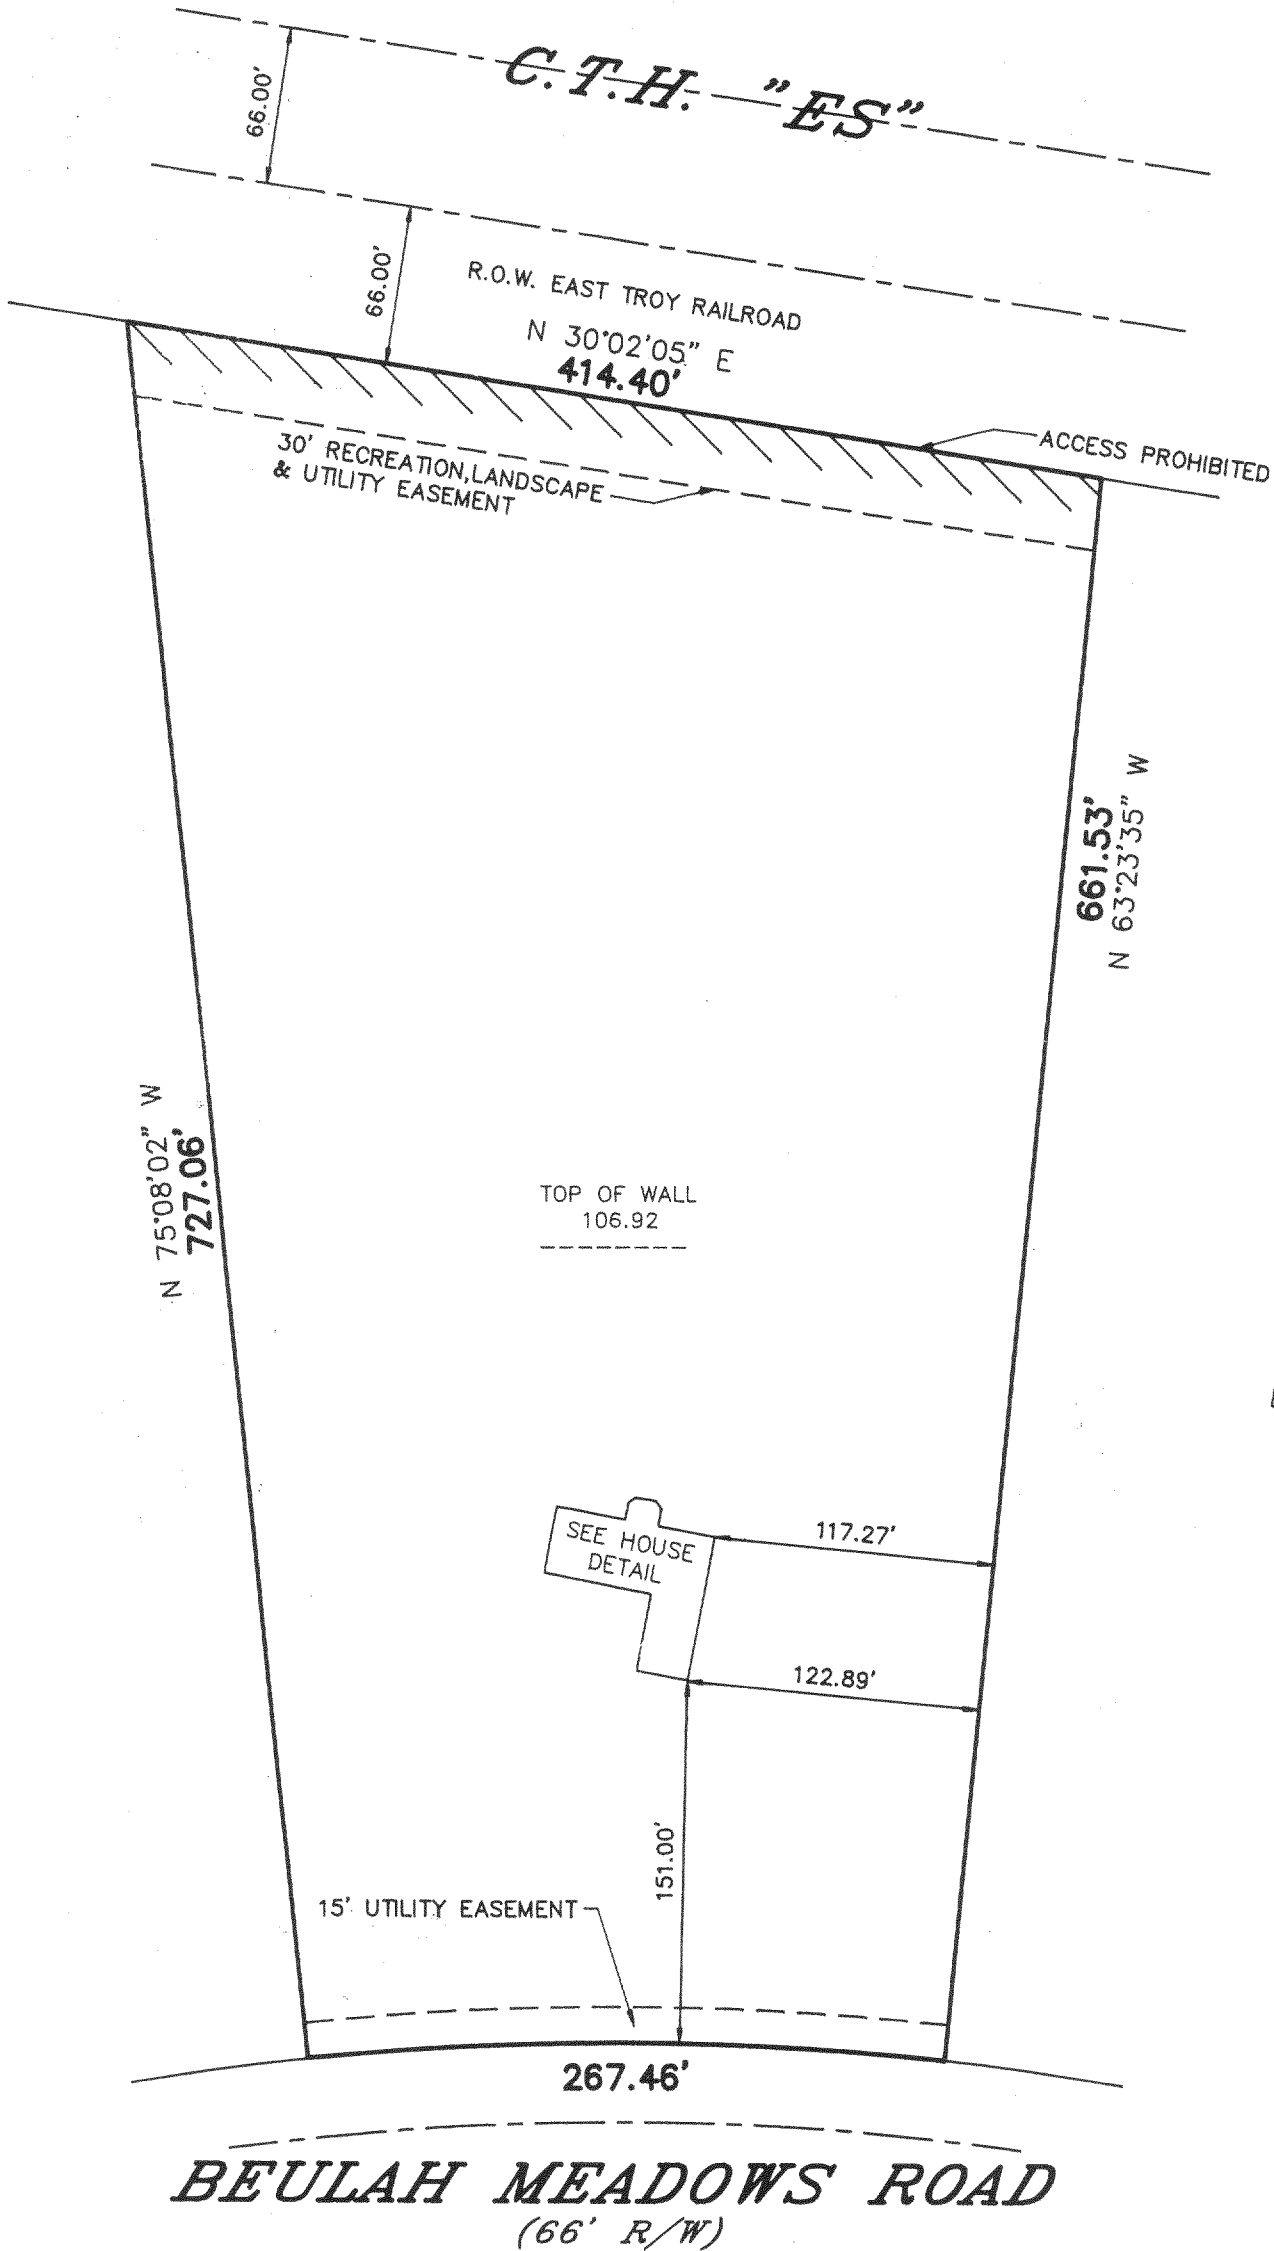 C.T.H. "ES"
66.00'
66.00'
R.O.W. EAST TROY RAILROAD
N 30°02'05" E
414.40'
ACCESS PROHIBITED
30' RECREATION,LANDSCAPE
& UTILITY EASEMENT
661.53'
N 63°23'35" W
N 75°08'02" W
727.06'
TOP OF WALL
106.92
SEE HOUSE
DETAIL
117.27'
122.89'
151.00'
15' UTILITY EASEMENT
267.46'
BEULAH MEADOWS ROAD
(66' R/W)